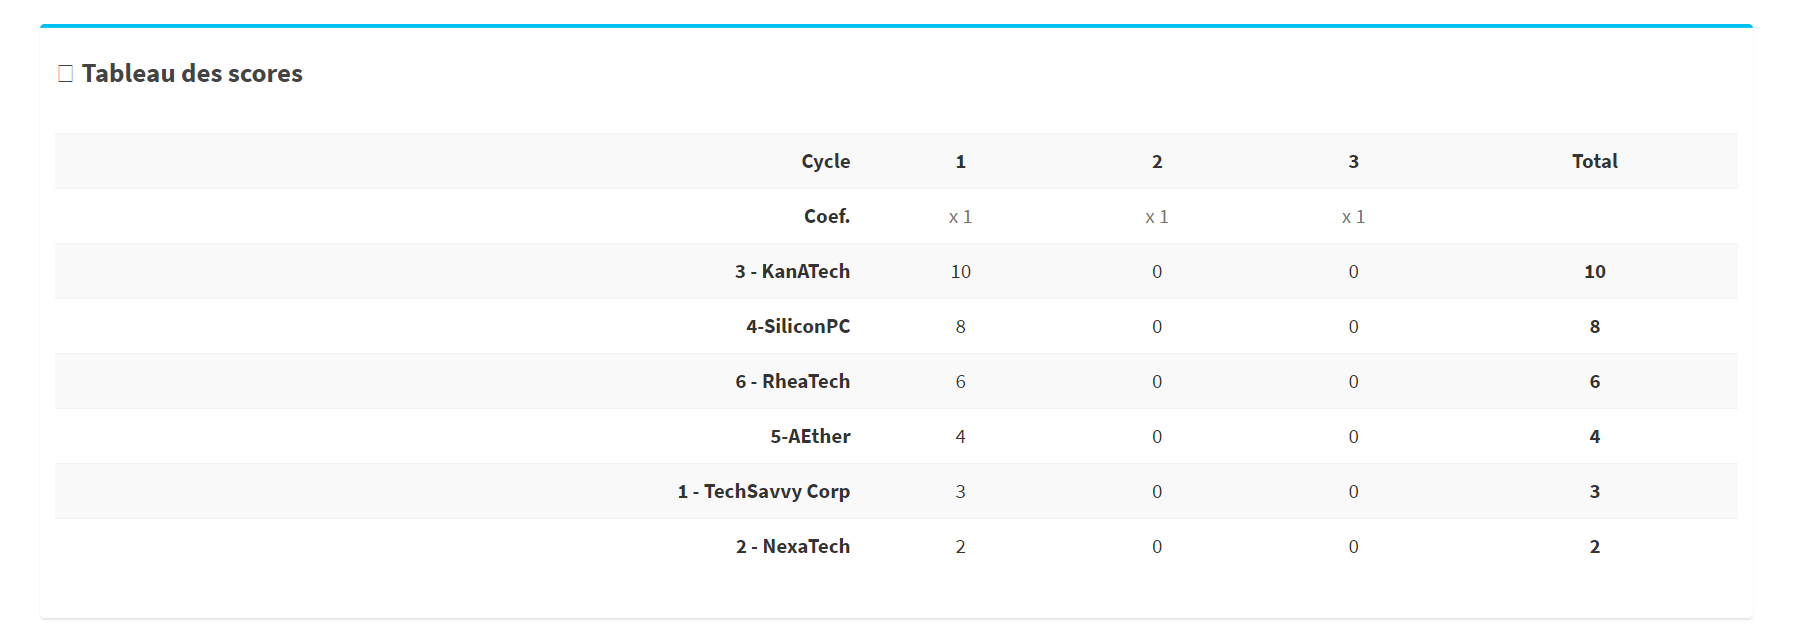 Tableau des scores
Cycle 1 2 3 Total
Coef. x 1 x 1 x 1
3 - KanATech 10 0 0 10
4-SiliconPC 8 0 0 8
6 - RheaTech 6 0 0 6
5-AEther 4 0 0 4
1 - TechSavvy Corp 3 0 0 3
2 - NexaTech 2 0 0 2